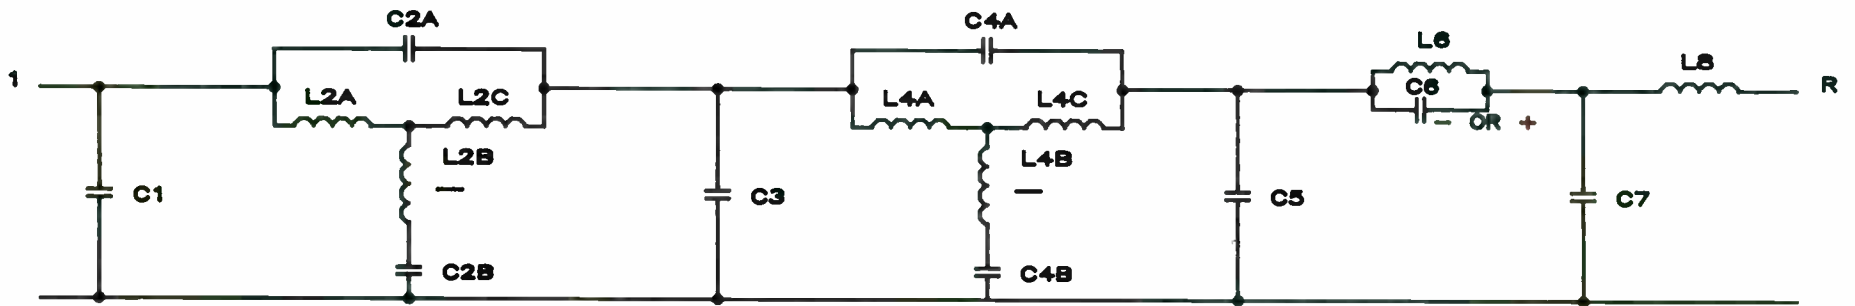 C2A
C4A
L6
L8
1
R
L2A
L2C
L4A
L4C
C6
- OR +
L2B
L4B
—
—
C1
C3
C5
C7
C2B
C4B